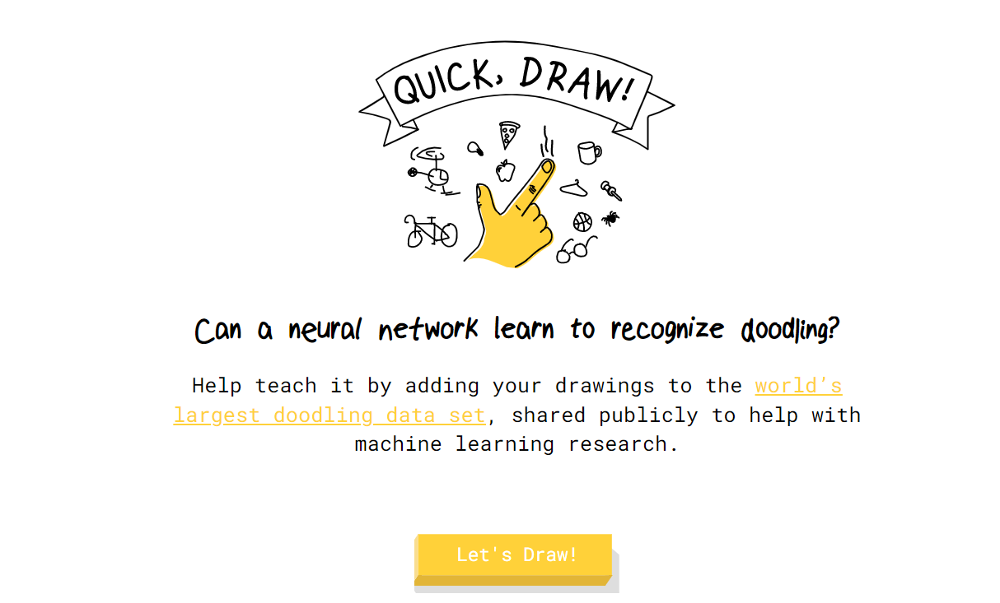 QUICK, DRAW!
Can a neural network learn to recognize doodling?
Help teach it by adding your drawings to the world’s
largest doodling data set, shared publicly to help with
machine learning research.
Let's Draw!